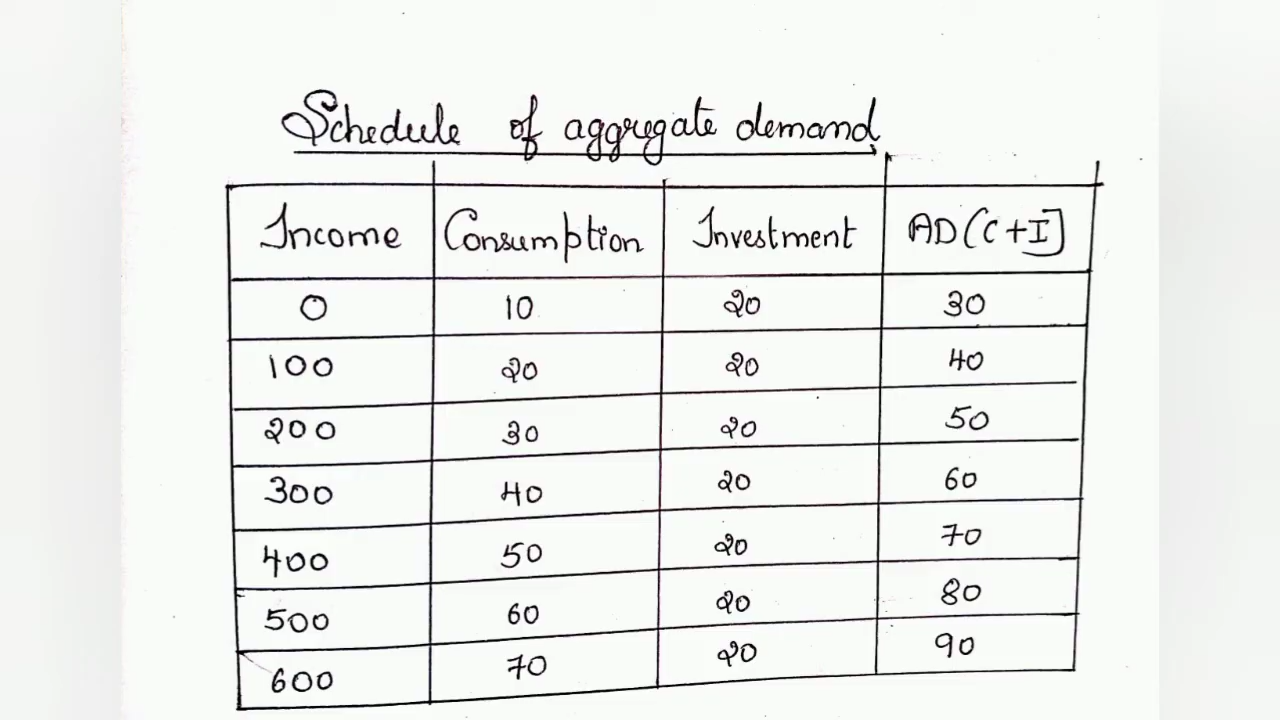 Schedule of aggregate demand
Income Consumption Investment AD(C+I]
0 10 20 30
100 20 20 40
200 30 20 50
300 40 20 60
400 50 20 70
500 60 20 80
600 70 20 90